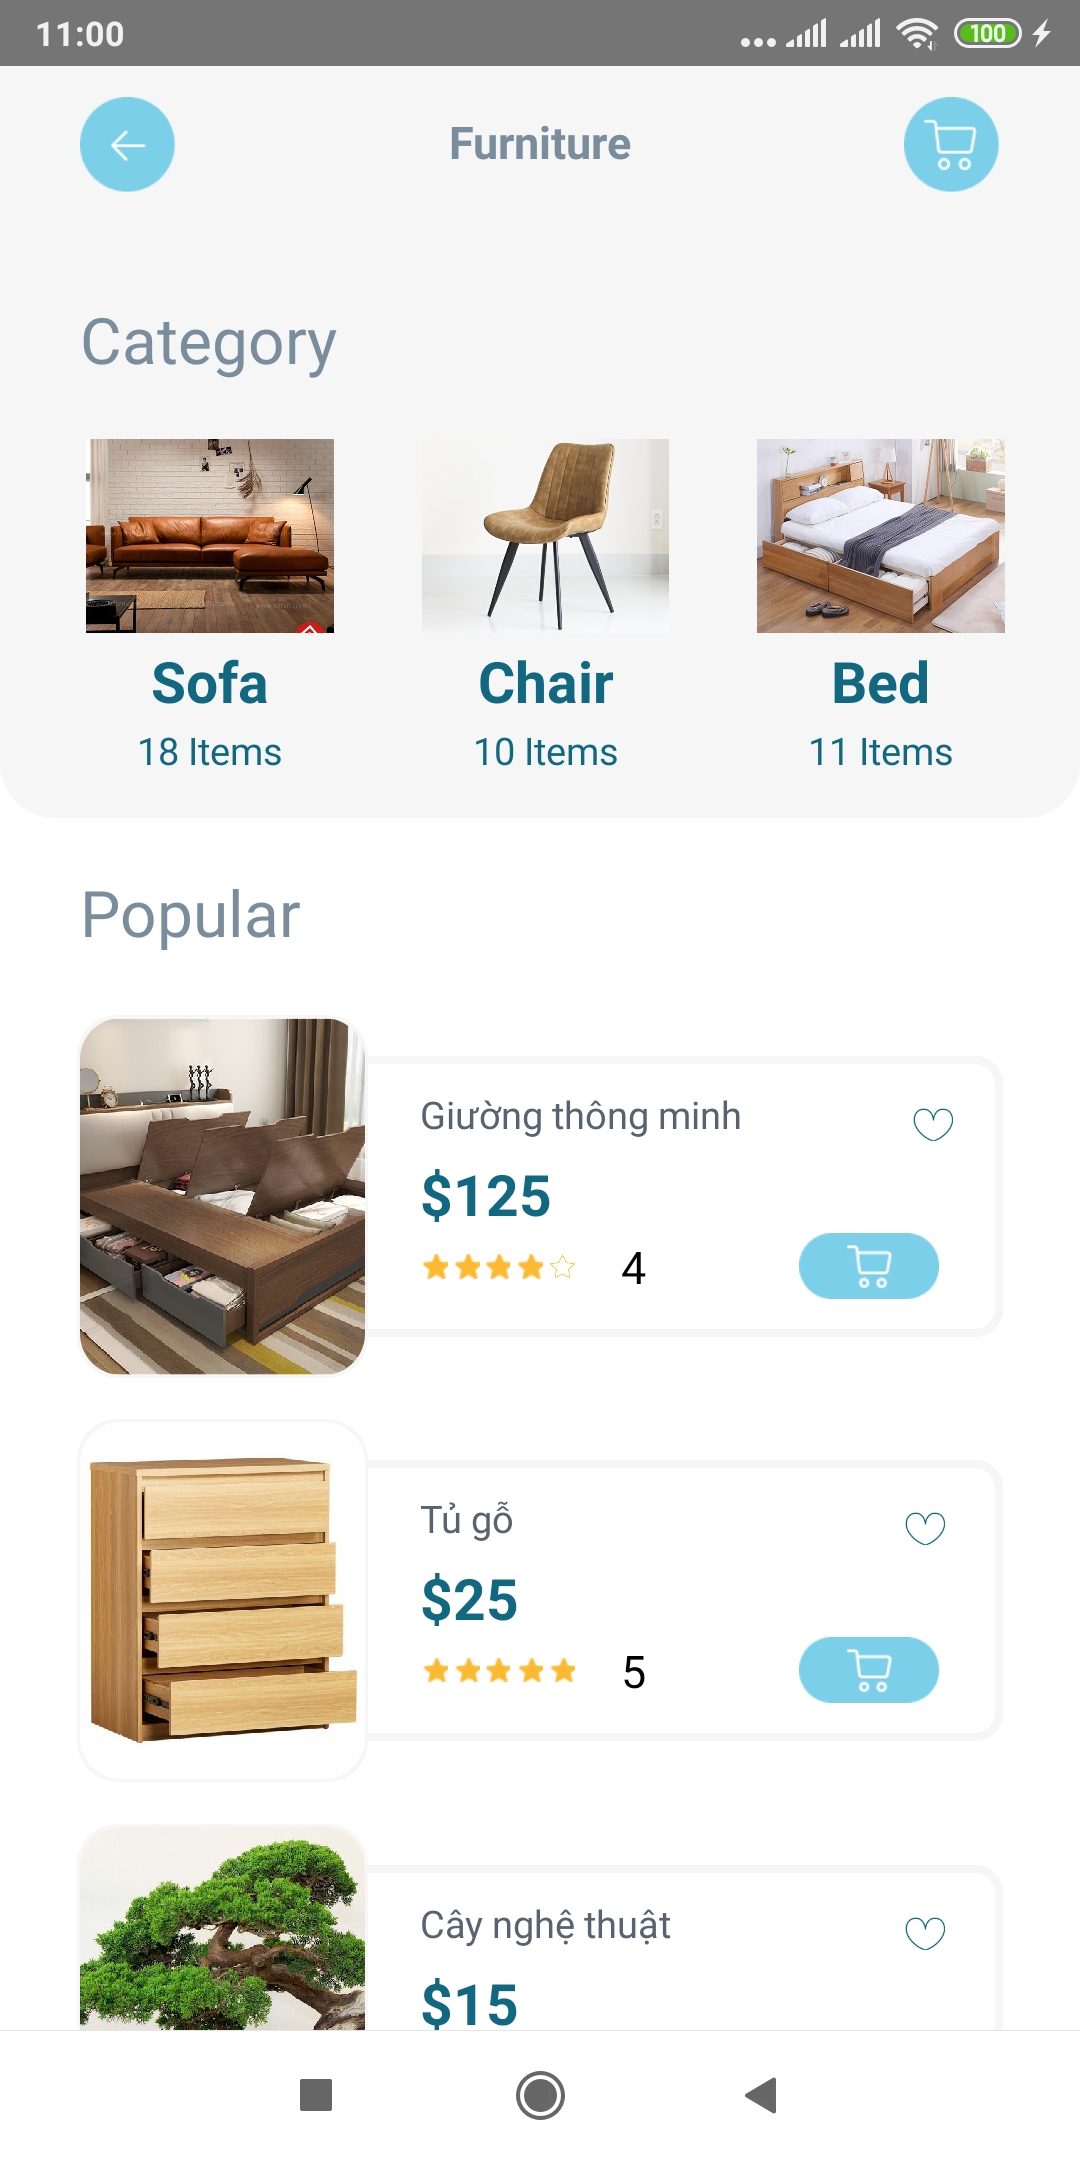 11:00
100
Furniture
Category
Sofa
Chair
Bed
18 Items
10 Items
11 Items
Popular
Giường thông minh
$125
4
Tủ gỗ
$25
5
Cây nghệ thuật
$15